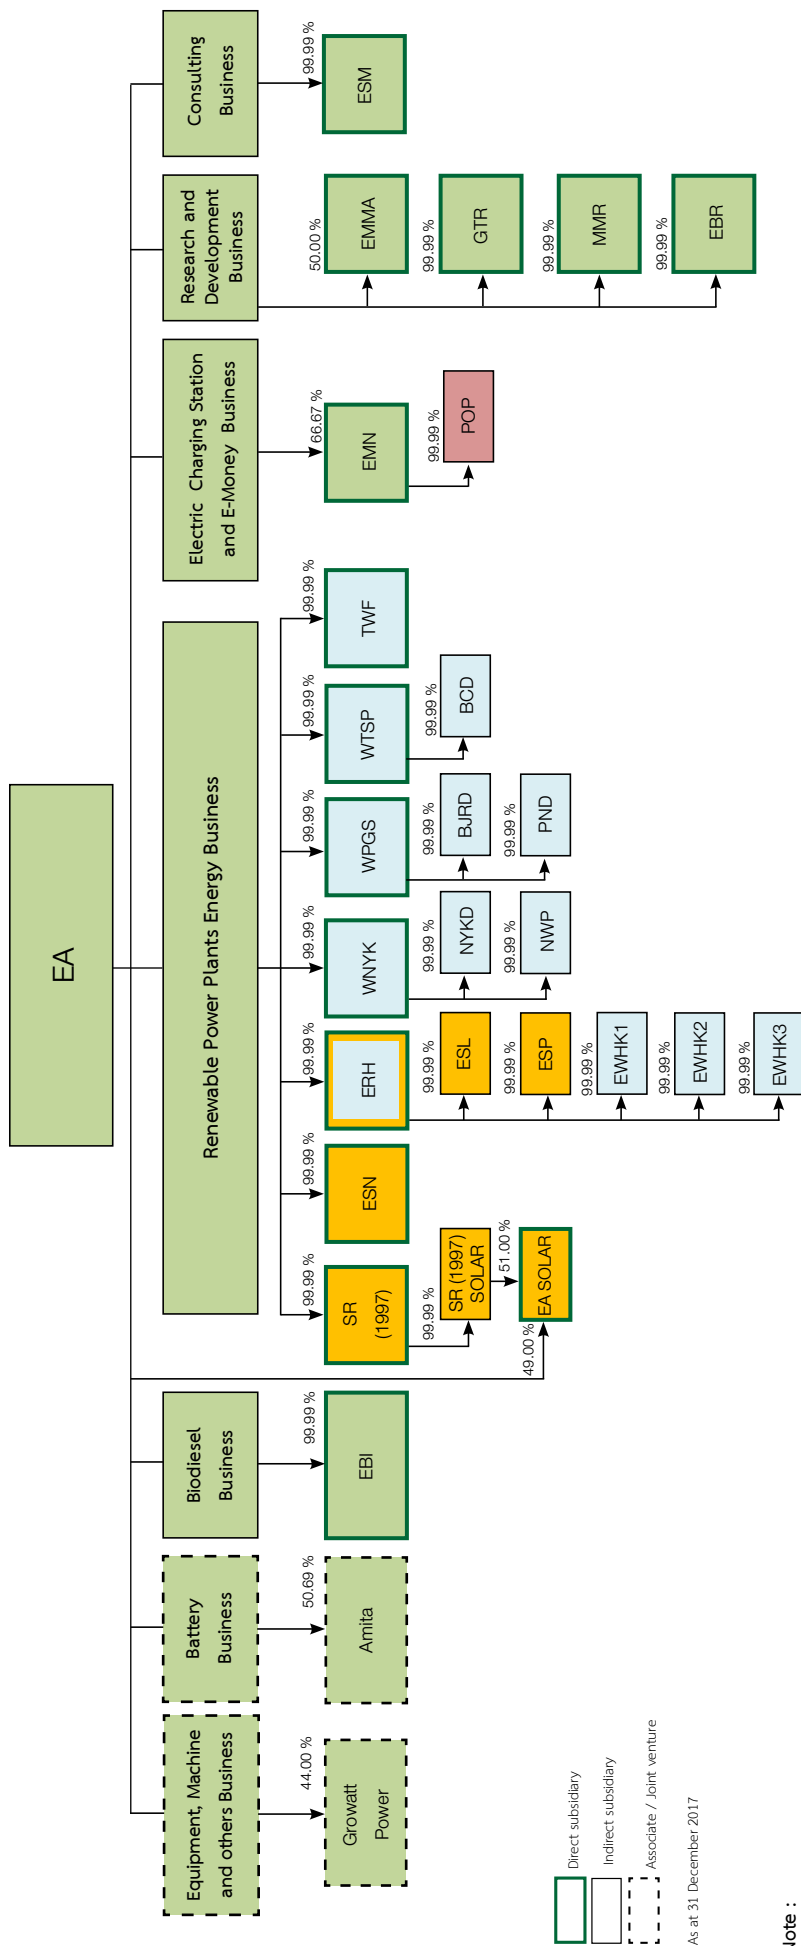 EA
Equipment, Machine
and others Business
Battery
Business
Biodiesel
Business
Renewable Power Plants Energy Business
Electric Charging Station
and E-Money Business
Research and
Development
Business
Consulting
Business
44.00 %
Growatt
Power
50.69 %
Amita
99.99 %
EBI
99.99 %
SR
(1997)
99.99 %
SR (1997)
SOLAR
49.00 %
51.00 %
EA SOLAR
99.99 %
ESN
99.99 %
ERH
99.99 %
ESL
99.99 %
ESP
99.99 %
EWHK1
99.99 %
EWHK2
99.99 %
EWHK3
99.99 %
WNYK
99.99 %
NYKD
99.99 %
NWP
99.99 %
WPGS
99.99 %
BJRD
99.99 %
PND
99.99 %
WTSP
99.99 %
BCD
99.99 %
TWF
66.67 %
EMN
99.99 %
POP
50.00 %
EMMA
99.99 %
GTR
99.99 %
MMR
99.99 %
EBR
99.99 %
ESM
Direct subsidiary
Indirect subsidiary
Associate / Joint venture
As at 31 December 2017
Note :